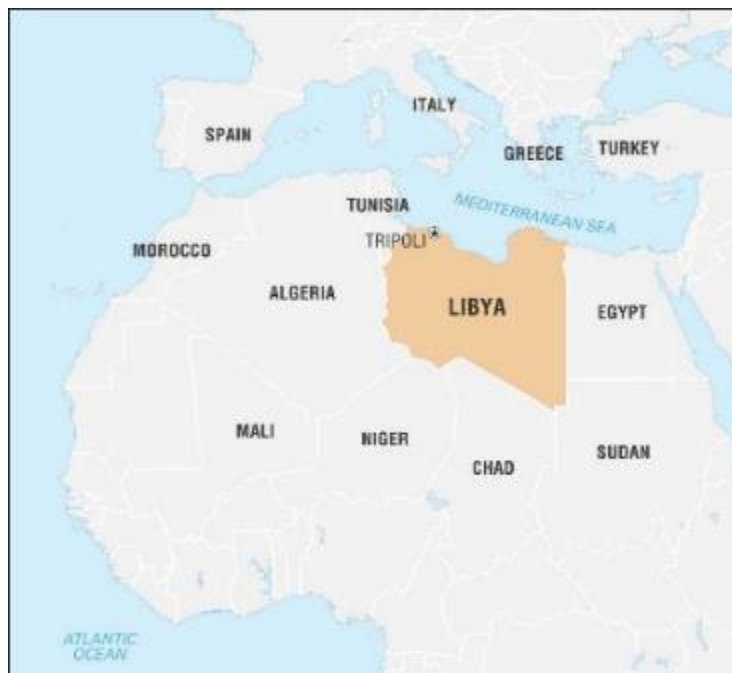 ITALY
SPAIN
GREECE
TURKEY
TUNISIA
MEDITERRANEAN SEA
TRIPOLI
MOROCCO
ALGERIA
LIBYA
EGYPT
MALI
NIGER
CHAD
SUDAN
ATLANTIC
OCEAN